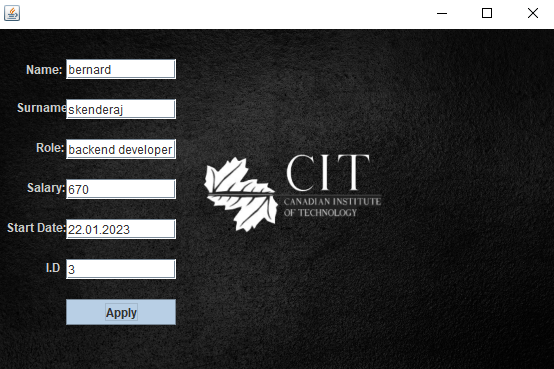 Name: bernard
Surname skenderaj
Role: backend developer
Salary: 670
Start Date: 22.01.2023
I.D 3
Apply
CIT
CANADIAN INSTITUTE
OF TECHNOLOGY